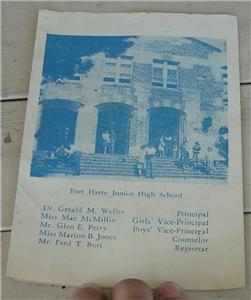 Bret Harte Junior High School
Dr. Gerald M. Weller Principal
Miss Mae McMillin Girls' Vice-Principal
Mr. Glen E. Perry Boys' Vice-Principal
Miss Marion B. Jones Counselor
Mr. Fred T. Burt Registrar